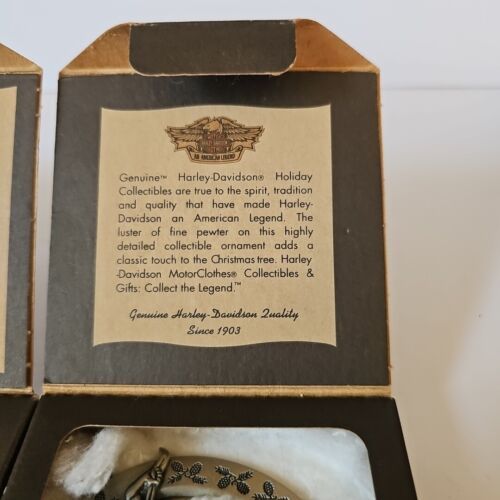 AN AMERICAN LEGEND
Genuine™ Harley-Davidson® Holiday
Collectibles are true to the spirit, tradition
and quality that have made Harley-
Davidson an American Legend. The
luster of fine pewter on this highly
detailed collectible ornament adds a
classic touch to the Christmas tree. Harley
-Davidson MotorClothes® Collectibles &
Gifts: Collect the Legend.™
Genuine Harley-Davidson Quality
Since 1903